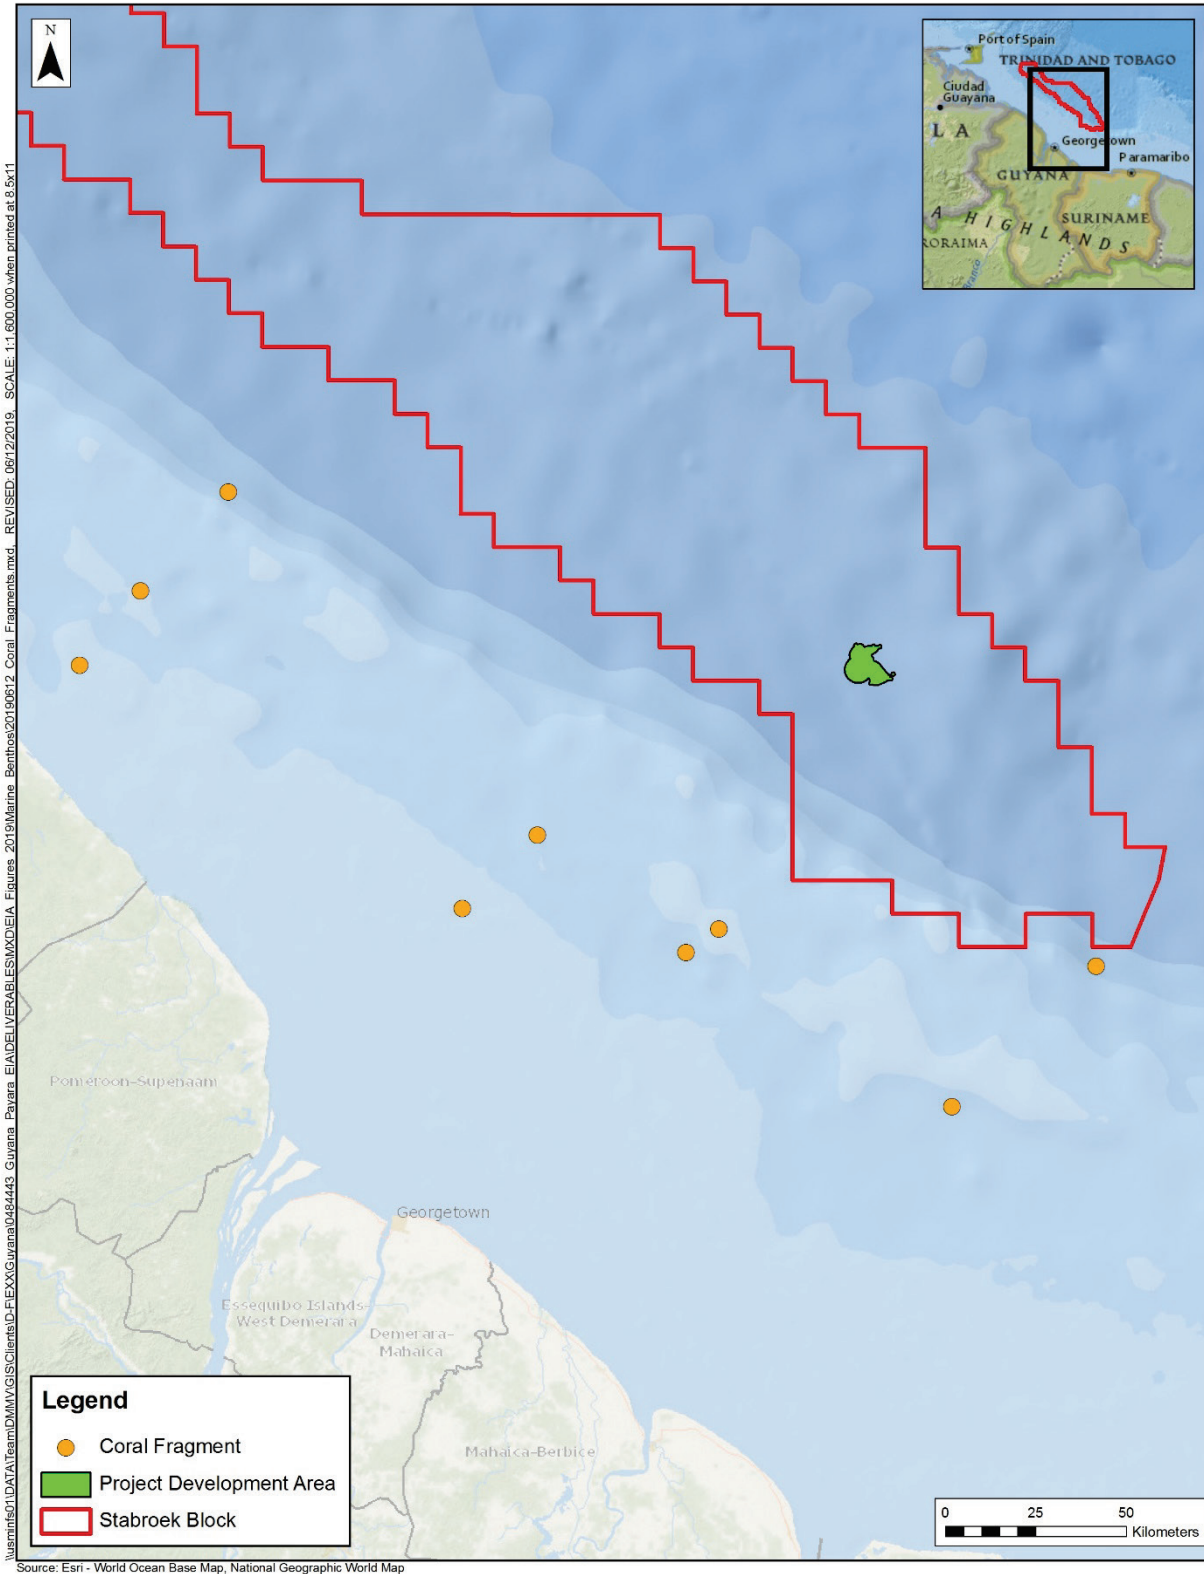 N
Port of Spain
TRINIDAD AND TOBAGO
Ciudad
Guayana
L A
Georgetown
Paramaribo
GUYANA
SURINAME
A HIGHLANDS
RORAIMA
Branco
\\usminfs01\DATA\Team\DMMV\GIS\Clients\D-F\EXX\Guyana\0484443 Guyana Payara EIA\DELIVERABLES\MXD\EIA Figures 2019\Marine Benthos\20190612 Coral Fragments.mxd, REVISED: 06/12/2019, SCALE: 1:1,600,000 when printed at 8.5x11
Pomeroon-Supenaam
Georgetown
Essequibo Islands-
West Demerara
Demerara-
Mahaica
Mahaica-Berbice
Legend
Coral Fragment
Project Development Area
Stabroek Block
0 25 50
Kilometers
Source: Esri - World Ocean Base Map, National Geographic World Map